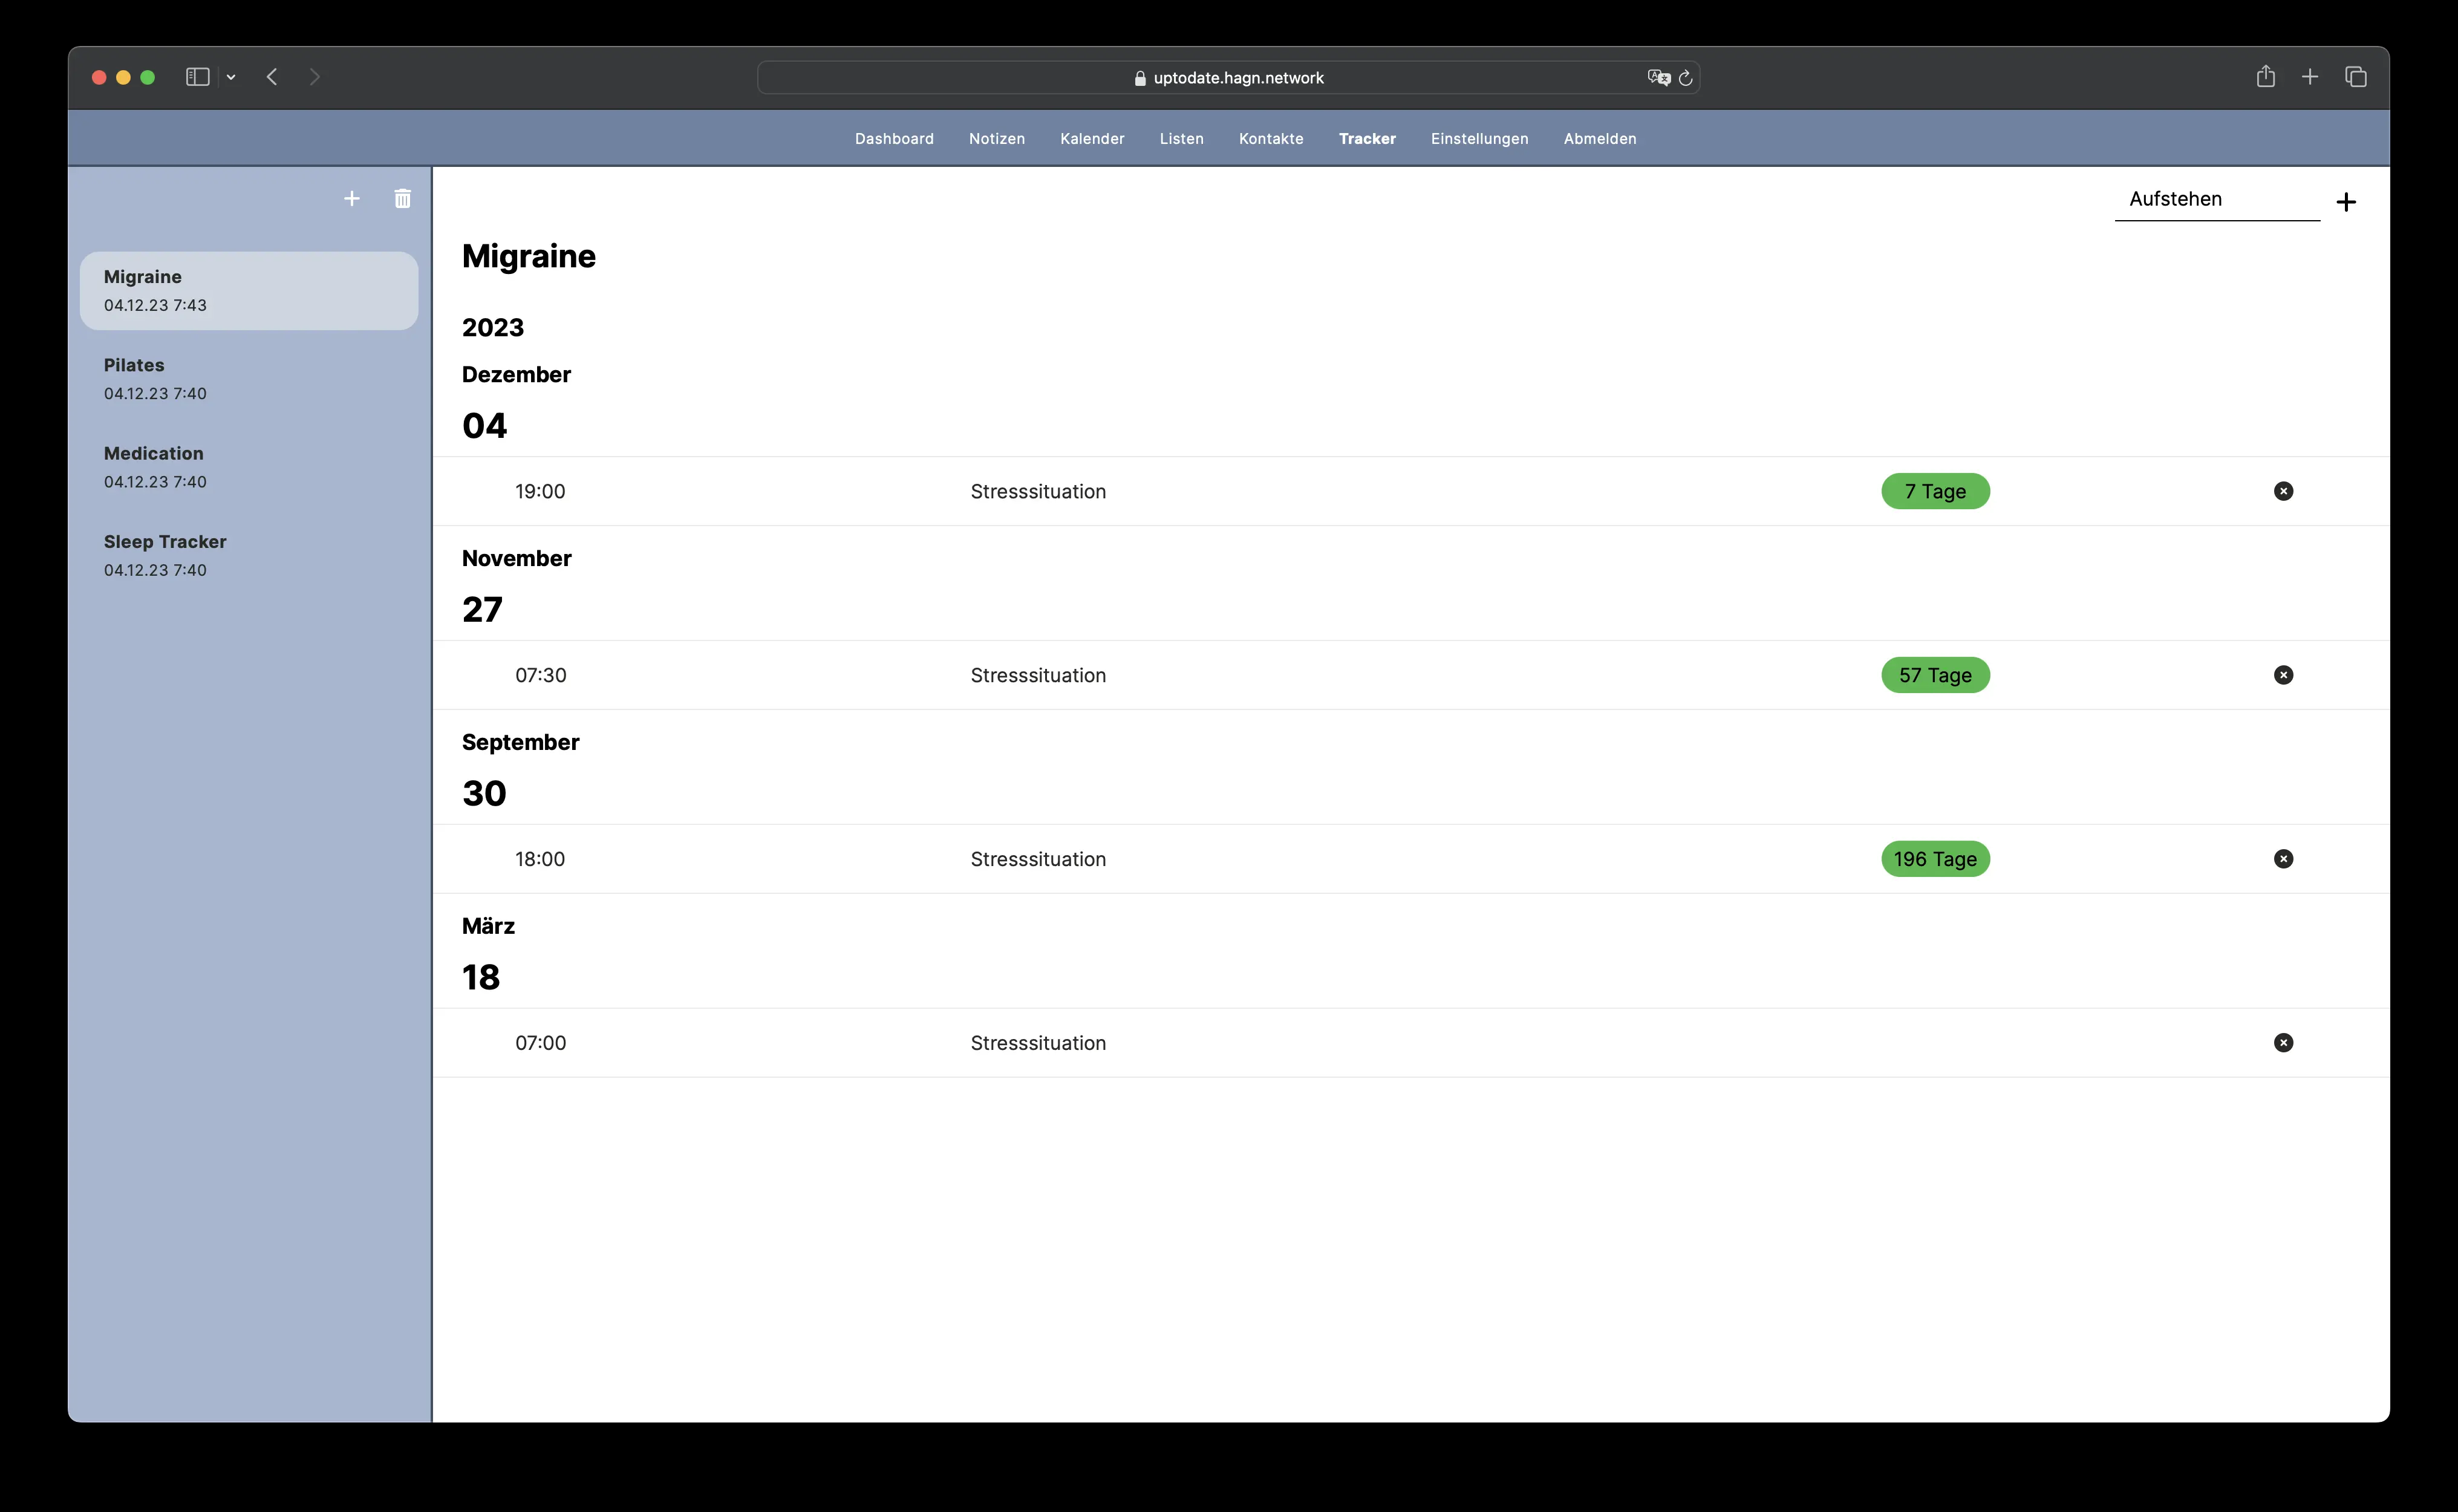 uptodate.hagn.network
Dashboard Notizen Kalender Listen Kontakte Tracker Einstellungen Abmelden
Migraine
04.12.23 7:43
Pilates
04.12.23 7:40
Medication
04.12.23 7:40
Sleep Tracker
04.12.23 7:40
Aufstehen
Migraine
2023
Dezember
04
19:00 Stresssituation 7 Tage
November
27
07:30 Stresssituation 57 Tage
September
30
18:00 Stresssituation 196 Tage
März
18
07:00 Stresssituation